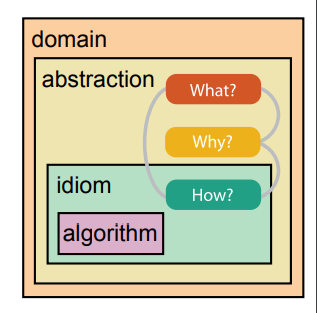 domain
abstraction
What?
Why?
idiom
How?
algorithm